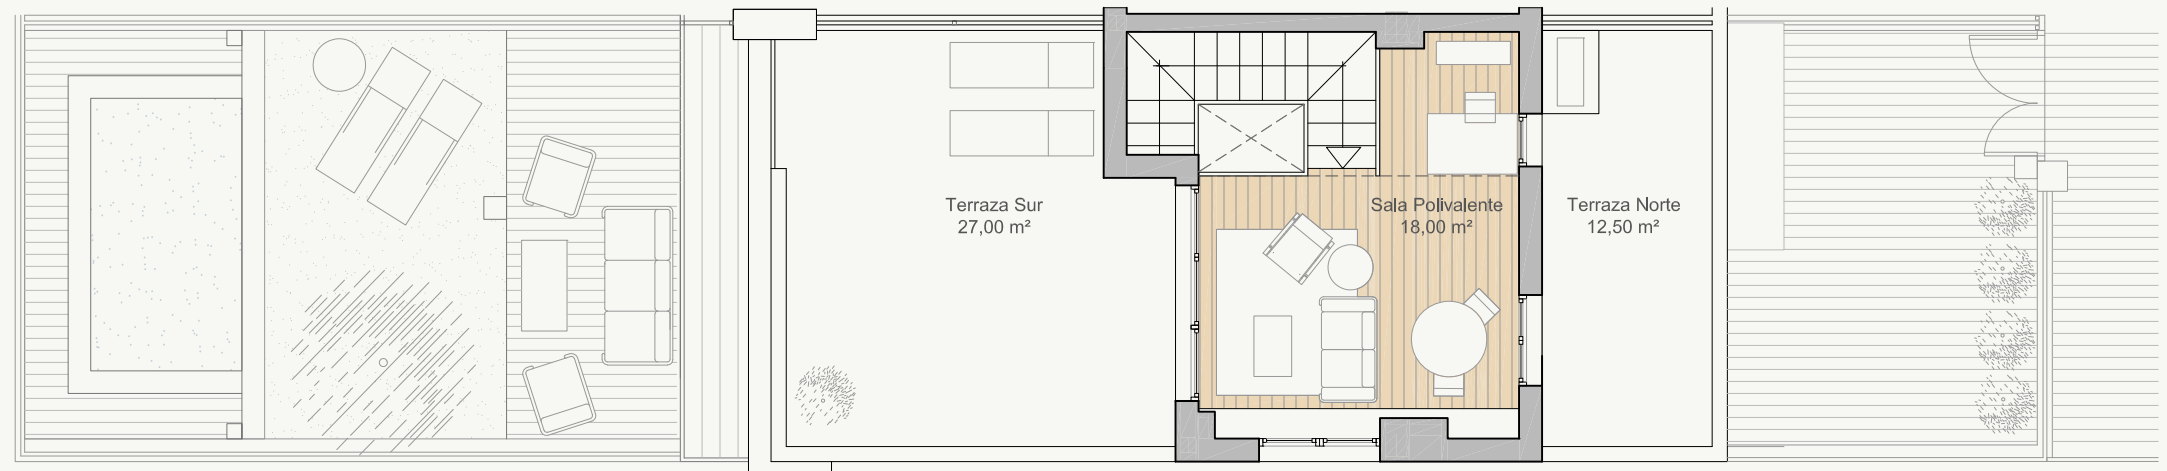 Terraza Sur
27,00 m²
Sala Polivalente
18,00 m²
Terraza Norte
12,50 m²